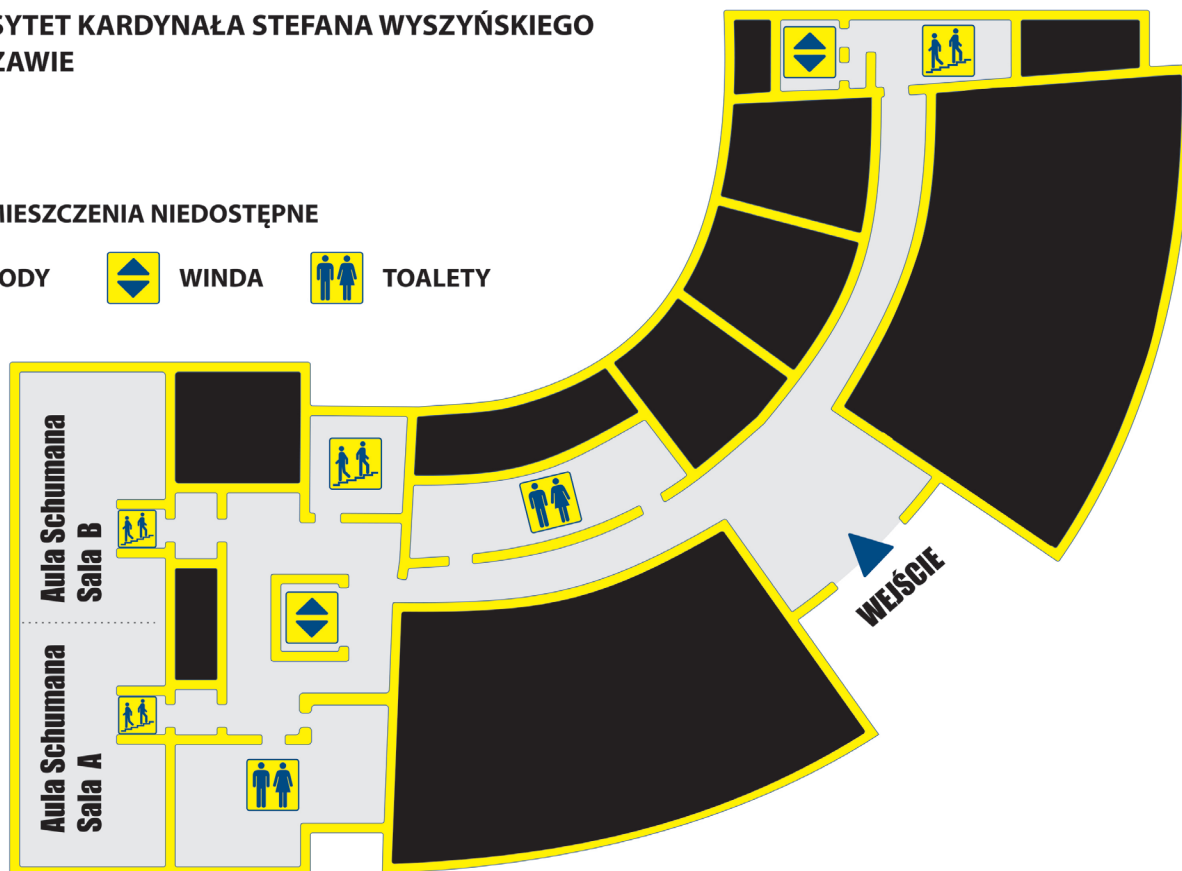 SYTET KARDYNAŁA STEFANA WYSZYŃSKIEGO
ZAWIE
MIESZCZENIA NIEDOSTĘPNE
ODY
WINDA
TOALETY
Aula Schumana
Sala B
Aula Schumana
Sala A
WEJŚCIE